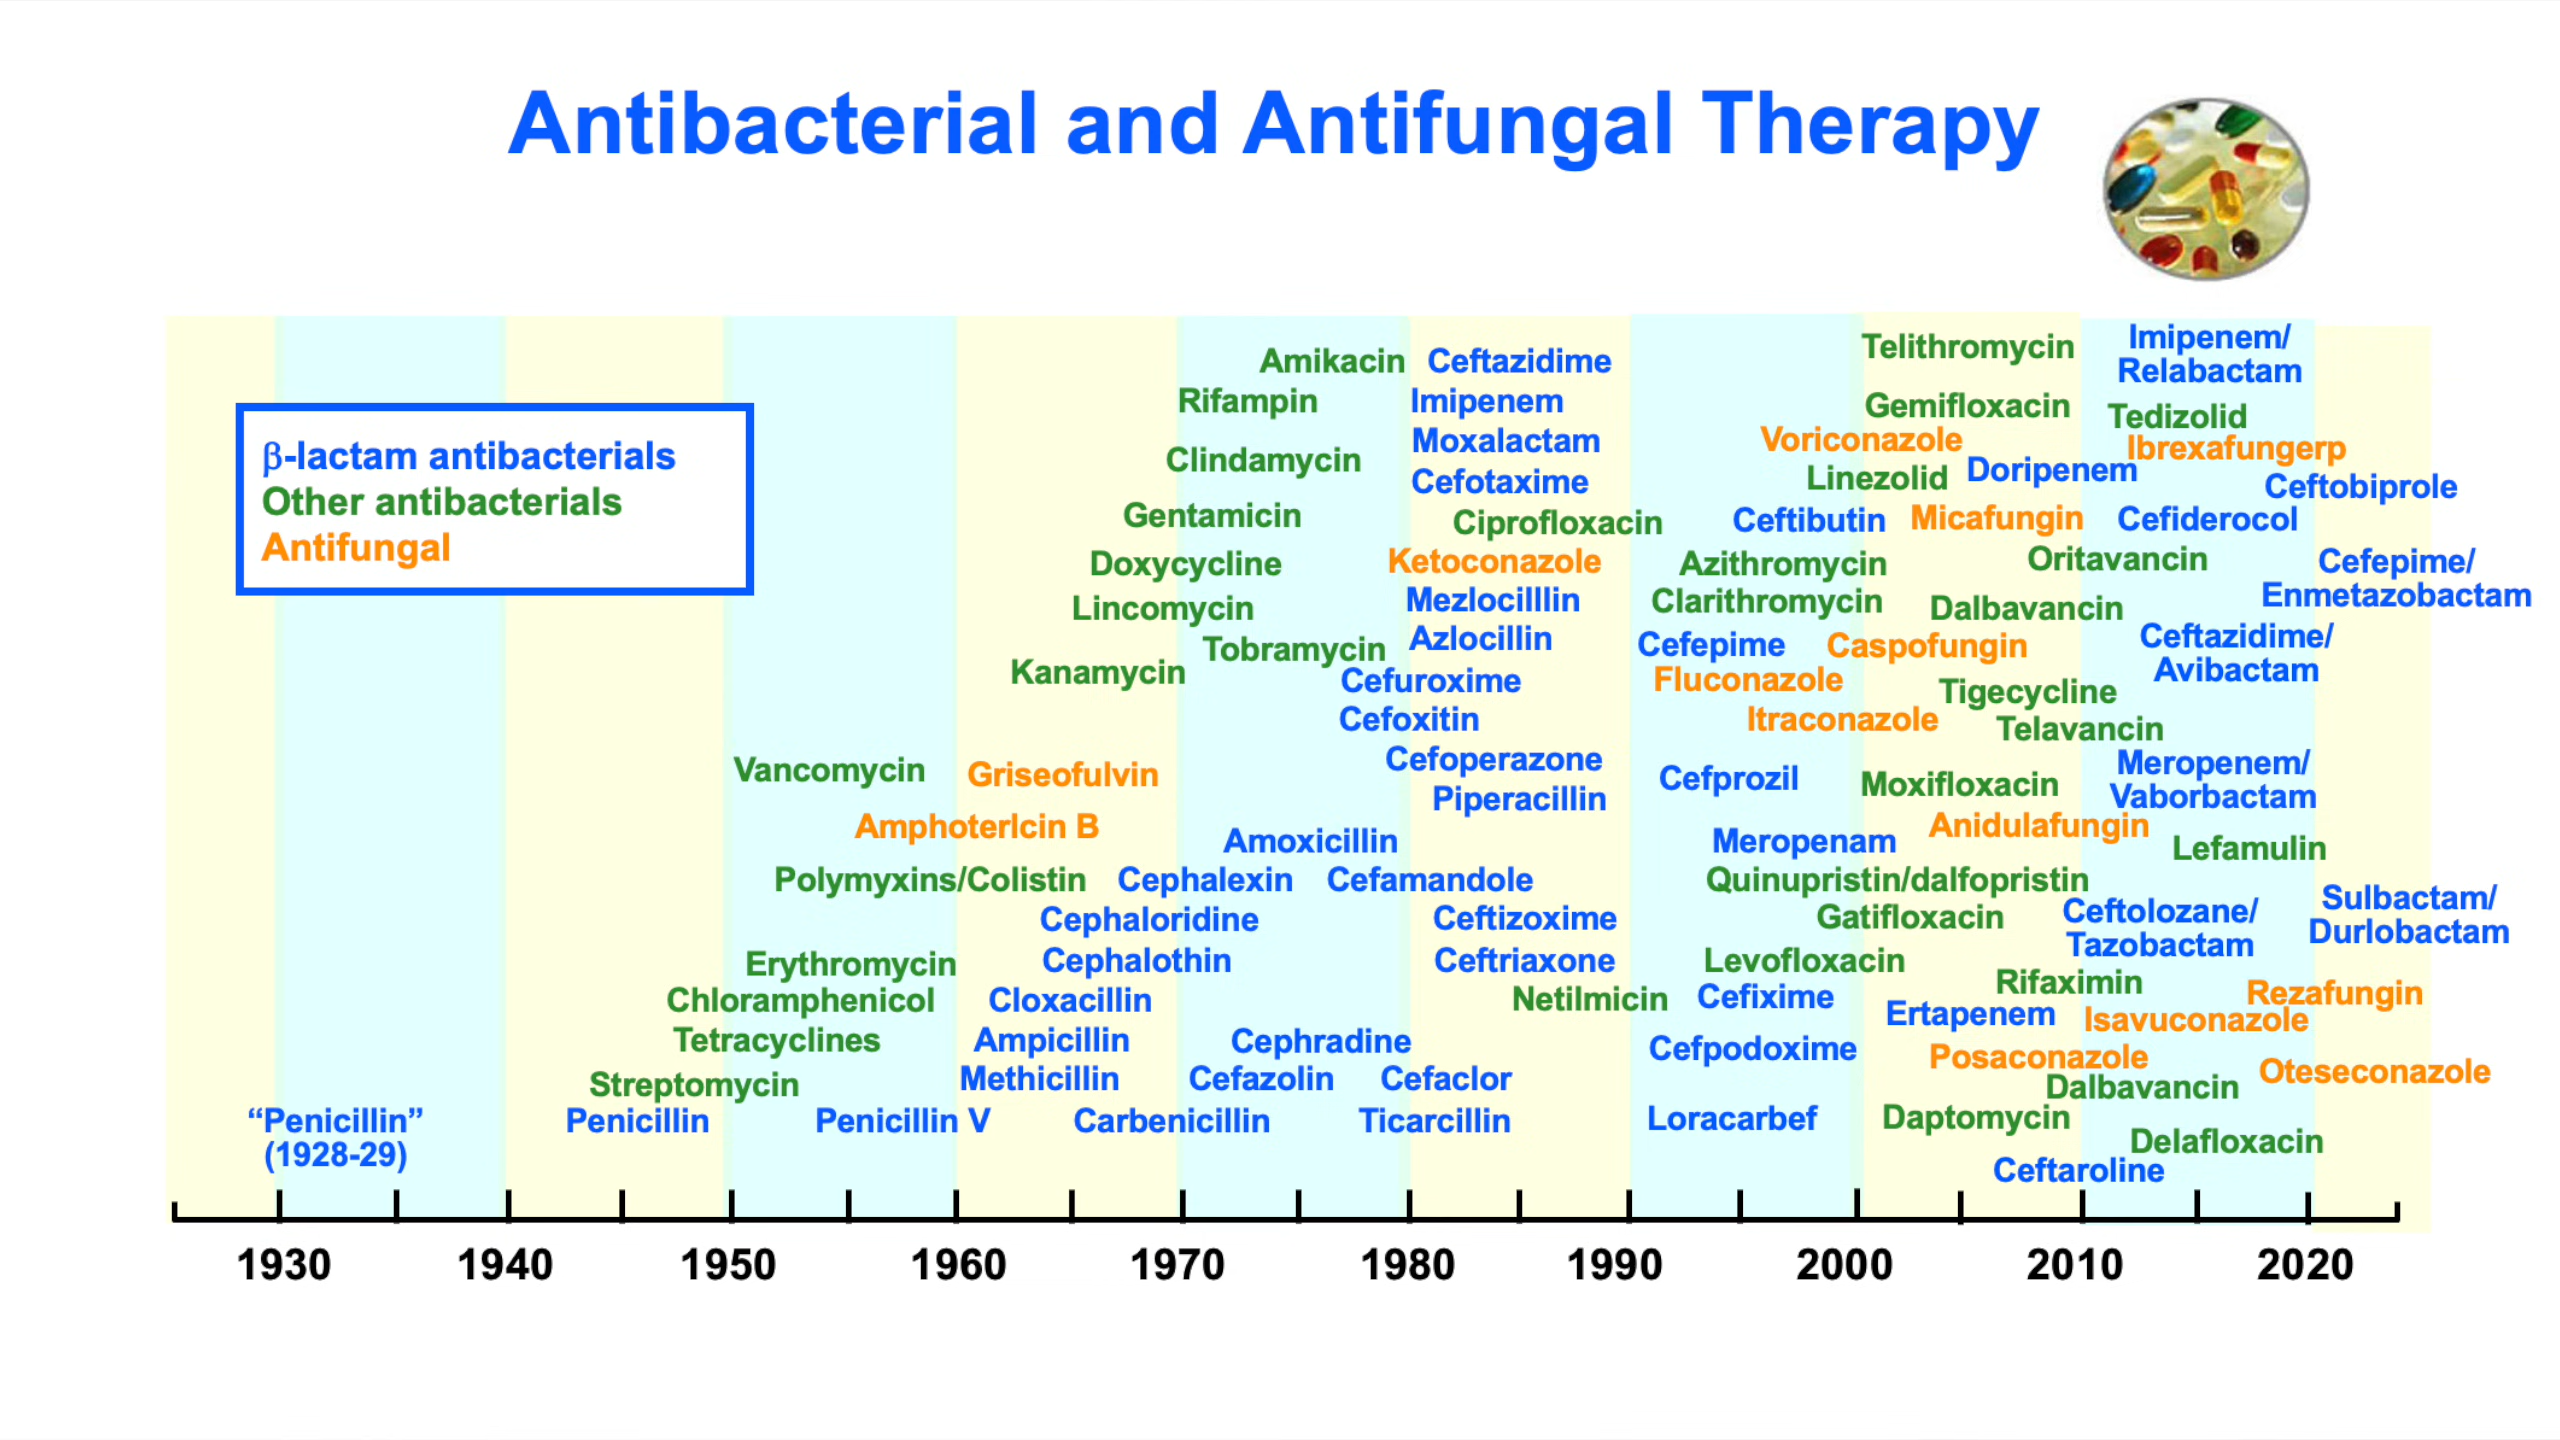 Antibacterial and Antifungal Therapy
β-lactam antibacterials
Other antibacterials
Antifungal
Amikacin
Ceftazidime
Telithromycin
Imipenem/
Relabactam
Rifampin
Imipenem
Gemifloxacin
Tedizolid
Clindamycin
Moxalactam
Voriconazole
Ibrexafungerp
Cefotaxime
Linezolid
Doripenem
Ceftobiprole
Gentamicin
Ciprofloxacin
Ceftibutin
Micafungin
Cefiderocol
Doxycycline
Ketoconazole
Azithromycin
Oritavancin
Cefepime/
Enmetazobactam
Lincomycin
Mezlocilllin
Clarithromycin
Dalbavancin
Tobramycin
Azlocillin
Cefepime
Caspofungin
Ceftazidime/
Avibactam
Kanamycin
Cefuroxime
Fluconazole
Tigecycline
Cefoxitin
Itraconazole
Telavancin
Vancomycin
Griseofulvin
Cefoperazone
Cefprozil
Moxifloxacin
Meropenem/
Vaborbactam
Piperacillin
AmphoterIcin B
Amoxicillin
Meropenam
Anidulafungin
Lefamulin
Polymyxins/Colistin
Cephalexin
Cefamandole
Quinupristin/dalfopristin
Cephaloridine
Ceftizoxime
Gatifloxacin
Ceftolozane/
Tazobactam
Sulbactam/
Durlobactam
Erythromycin
Cephalothin
Ceftriaxone
Levofloxacin
Rifaximin
Rezafungin
Chloramphenicol
Cloxacillin
Netilmicin
Cefixime
Ertapenem
Isavuconazole
Tetracyclines
Ampicillin
Cephradine
Cefpodoxime
Posaconazole
Oteseconazole
Streptomycin
Methicillin
Cefazolin
Cefaclor
Dalbavancin
“Penicillin”
(1928-29)
Penicillin
Penicillin V
Carbenicillin
Ticarcillin
Loracarbef
Daptomycin
Delafloxacin
Ceftaroline
1930
1940
1950
1960
1970
1980
1990
2000
2010
2020